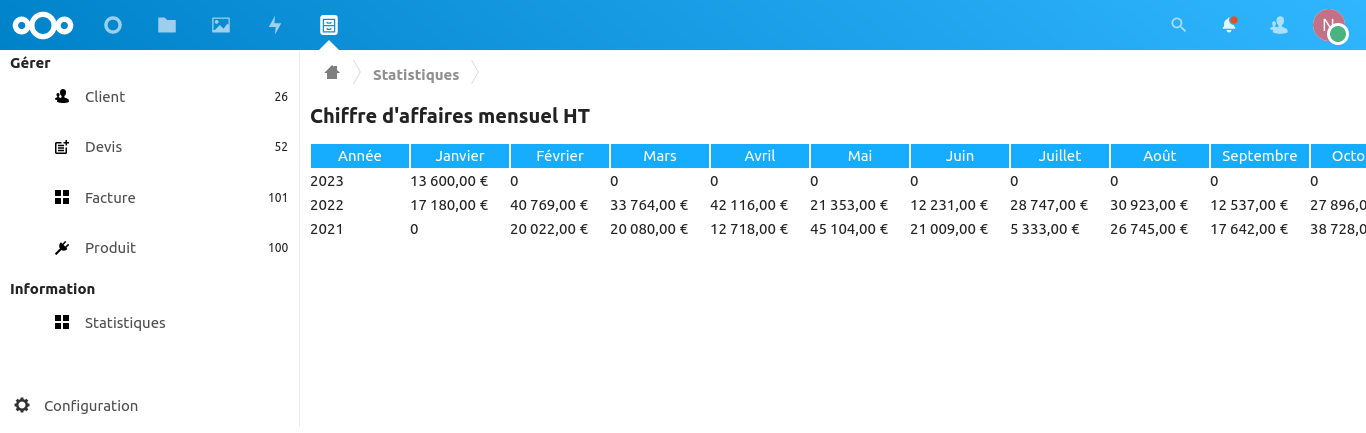 N
Gérer
Client 26
Devis 52
Facture 101
Produit 100
Information
Statistiques
Configuration
Statistiques
Chiffre d'affaires mensuel HT
Année Janvier Février Mars Avril Mai Juin Juillet Août Septembre Octo
2023 13 600,00 € 0 0 0 0 0 0 0 0 0
2022 17 180,00 € 40 769,00 € 33 764,00 € 42 116,00 € 21 353,00 € 12 231,00 € 28 747,00 € 30 923,00 € 12 537,00 € 27 896,0
2021 0 20 022,00 € 20 080,00 € 12 718,00 € 45 104,00 € 21 009,00 € 5 333,00 € 26 745,00 € 17 642,00 € 38 728,0